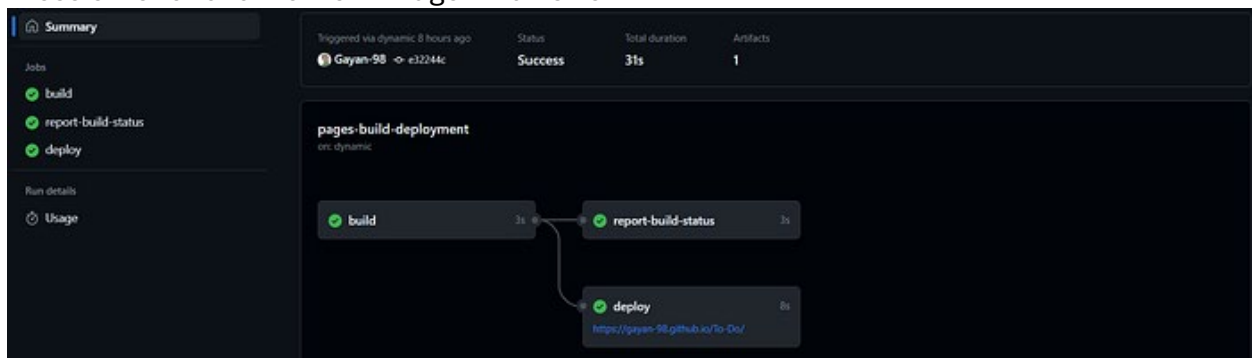 Summary
Triggered via dynamic 8 hours ago
Status
Total duration
Artifacts
Gayan-98 e32244c
Success
31s
1
Jobs
build
report-build-status
deploy
Run details
Usage
pages-build-deployment
on: dynamic
build 3s
report-build-status 3s
deploy 8s
https://gayan-98.github.io/To-Do/